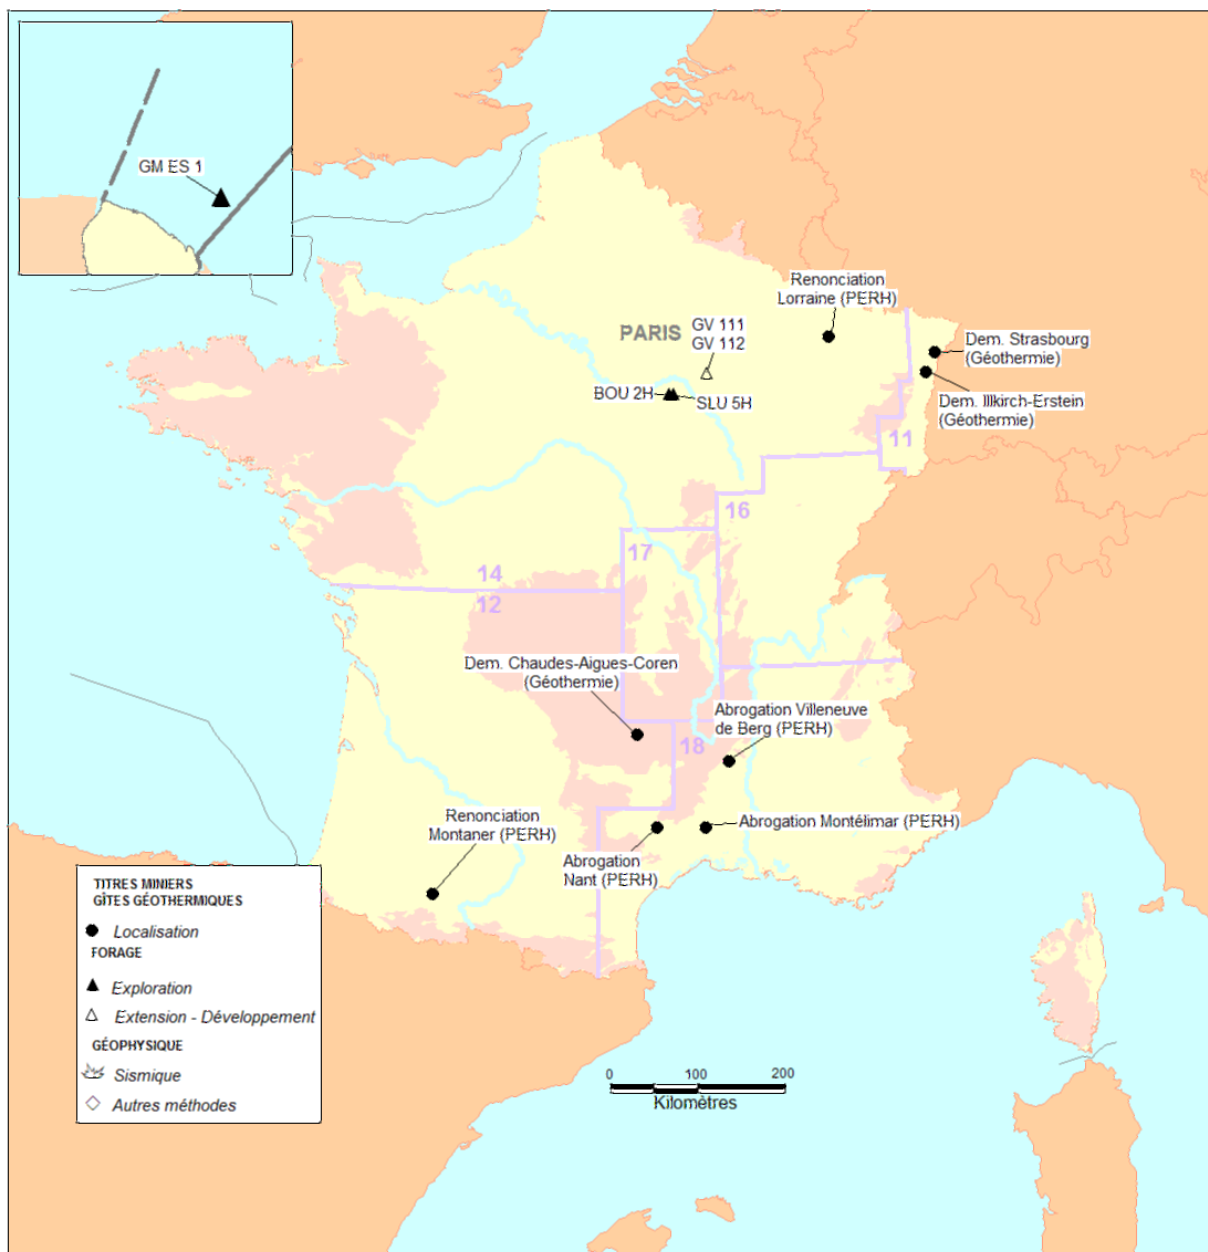 GM ES 1
Renonciation
Lorraine (PERH)
PARIS
GV 111
GV 112
Dem. Strasbourg
(Géothermie)
Dem. Illkirch-Erstein
(Géothermie)
BOU 2H
SLU 5H
11
16
17
14
12
Dem. Chaudes-Aigues-Coren
(Géothermie)
Abrogation Villeneuve
de Berg (PERH)
18
Renonciation
Montaner (PERH)
Abrogation Montélimar (PERH)
Abrogation
Nant (PERH)
TITRES MINIERS
GÎTES GÉOTHERMIQUES
Localisation
FORAGE
Exploration
Extension - Développement
GÉOPHYSIQUE
Sismique
Autres méthodes
0 100 200
Kilomètres